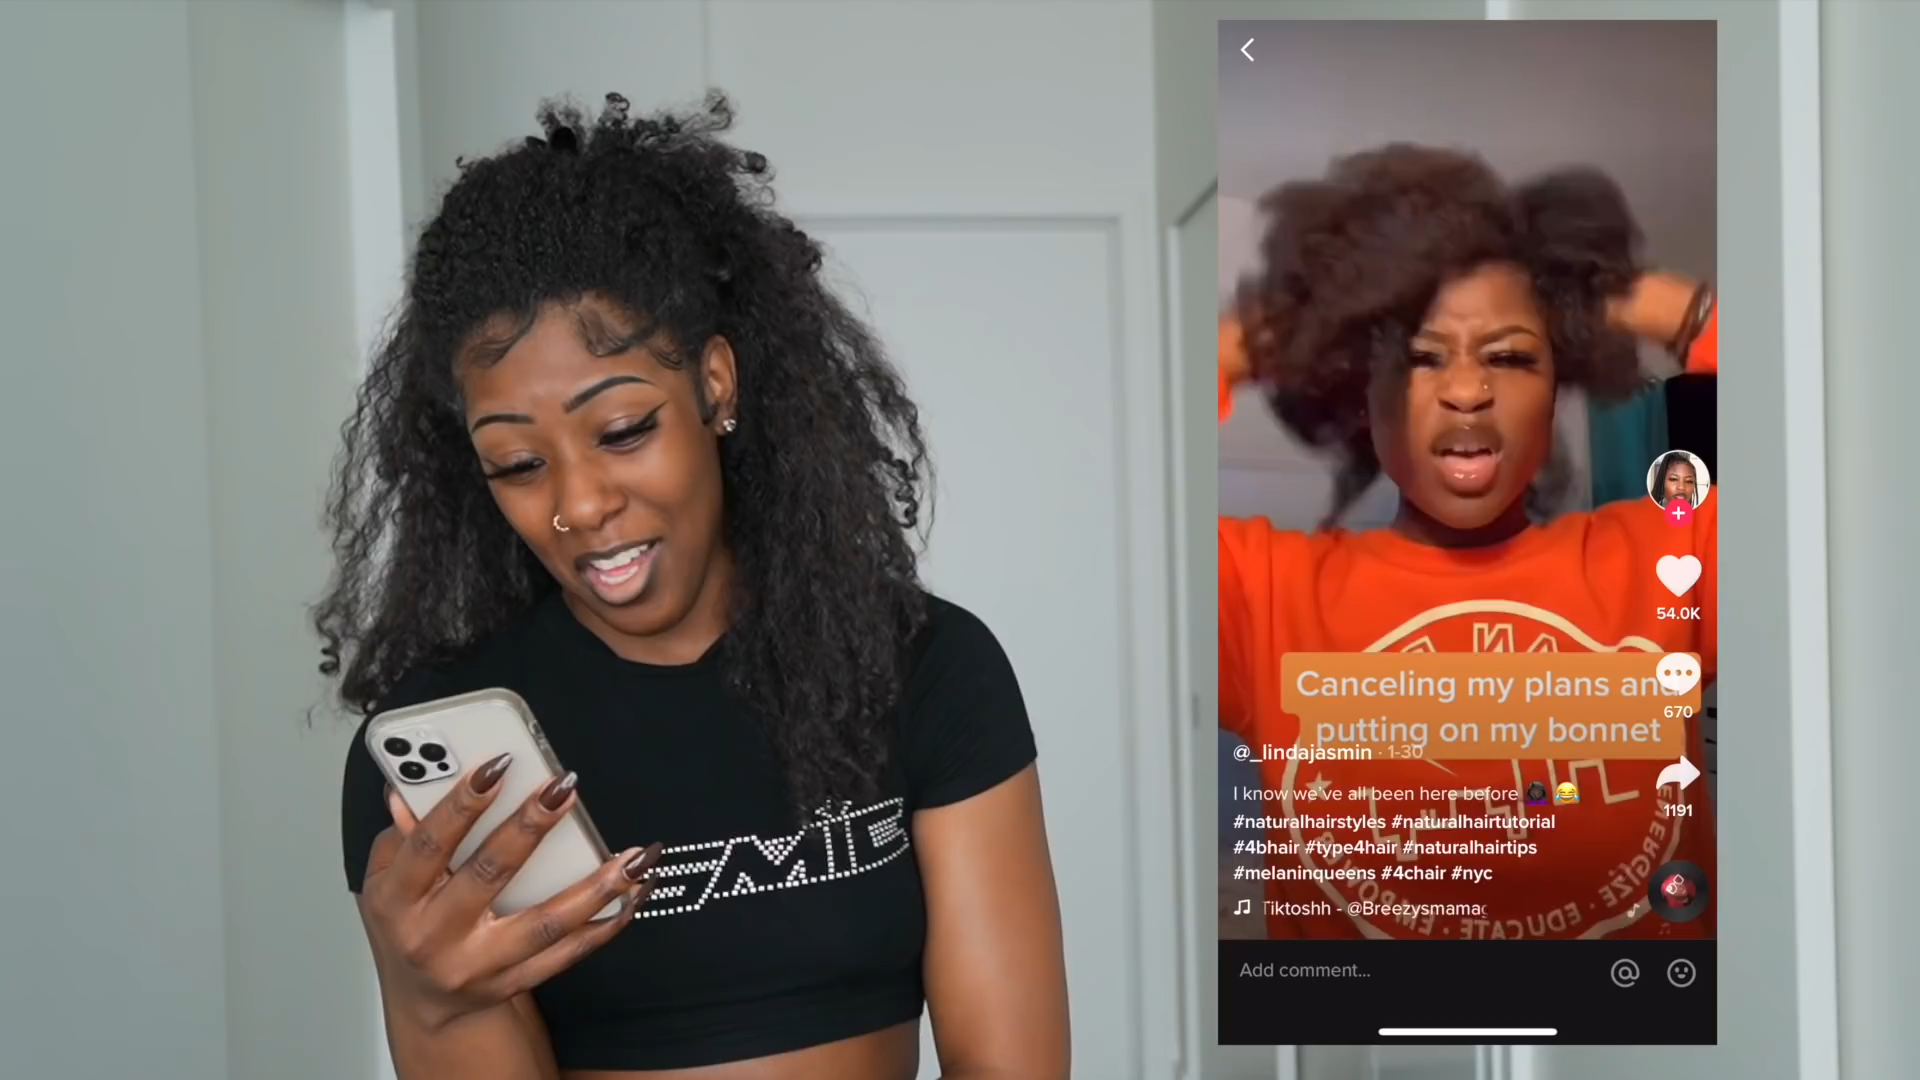 54.0K
Canceling my plans and
putting on my bonnet
670
@_lindajasmin · 1-30
I know we've all been here before 🤦🏿‍♀️😂
1191
#naturalhairstyles #naturalhairtutorial
#4bhair #type4hair #naturalhairtips
#melaninqueens #4chair #nyc
Tiktoshh - @Breezysmama
Add comment...